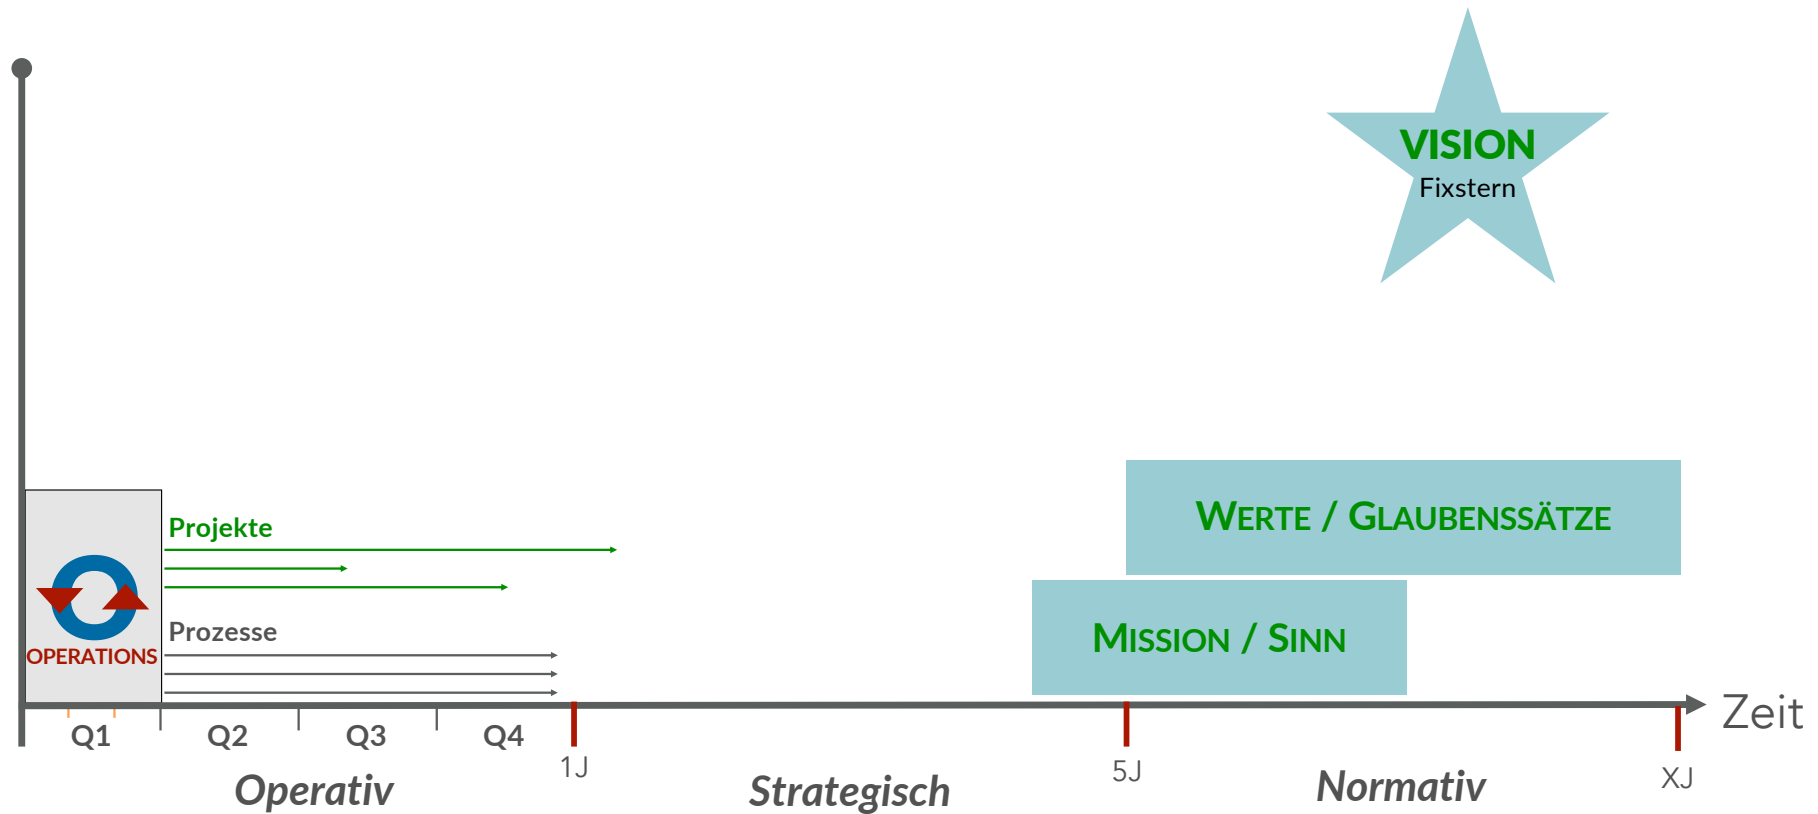 VISION
Fixstern
WERTE / GLAUBENSSÄTZE
Projekte
MISSION / SINN
Prozesse
OPERATIONS
Zeit
Q1 Q2 Q3 Q4
1J 5J XJ
Operativ Strategisch Normativ